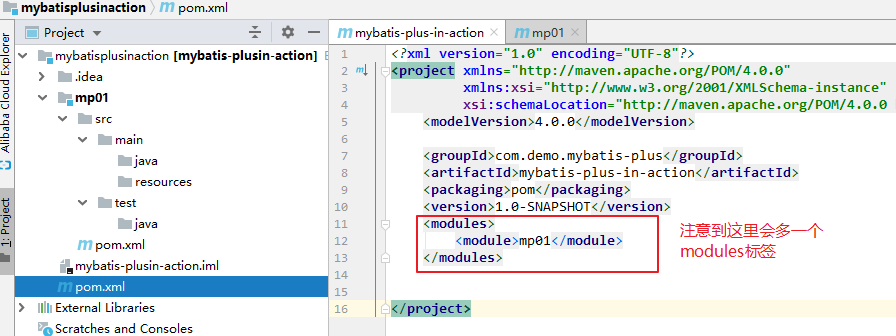 mybatisplusinaction
pom.xml
Project
mybatis-plus-in-action
mp01
Alibaba Cloud Explorer
1: Project
mybatisplusinaction [mybatis-plusin-action]
.idea
mp01
src
main
java
resources
test
java
pom.xml
mybatis-plusin-action.iml
pom.xml
External Libraries
Scratches and Consoles
1 <?xml version="1.0" encoding="UTF-8"?>
2 <project xmlns="http://maven.apache.org/POM/4.0.0"
3 xmlns:xsi="http://www.w3.org/2001/XMLSchema-instance"
4 xsi:schemaLocation="http://maven.apache.org/POM/4.0.0
5 <modelVersion>4.0.0</modelVersion>
6
7 <groupId>com.demo.mybatis-plus</groupId>
8 <artifactId>mybatis-plus-in-action</artifactId>
9 <packaging>pom</packaging>
10 <version>1.0-SNAPSHOT</version>
11 <modules>
12 <module>mp01</module>
13 </modules>
14
15
16 </project>
注意到这里会多一个
modules标签